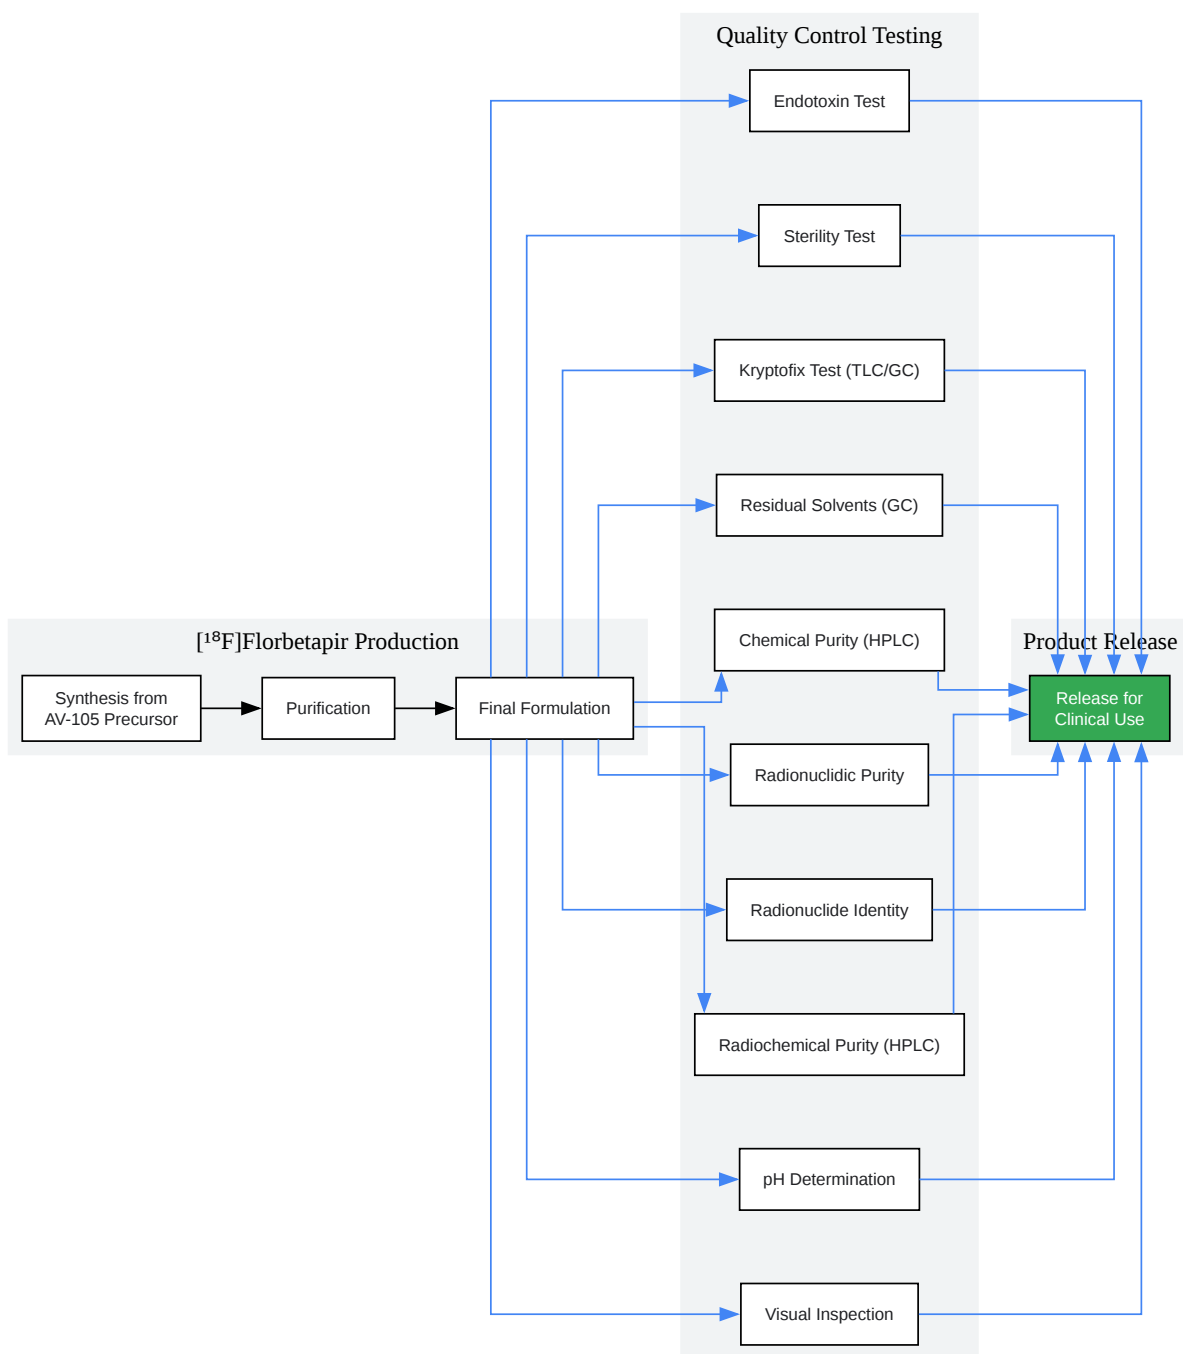 Quality Control Testing
Endotoxin Test
Sterility Test
Kryptofix Test (TLC/GC)
Residual Solvents (GC)
Chemical Purity (HPLC)
[¹⁸F]Florbetapir Production
Product Release
Synthesis from
AV-105 Precursor
Purification
Final Formulation
Release for
Clinical Use
Radionuclidic Purity
Radionuclide Identity
Radiochemical Purity (HPLC)
pH Determination
Visual Inspection